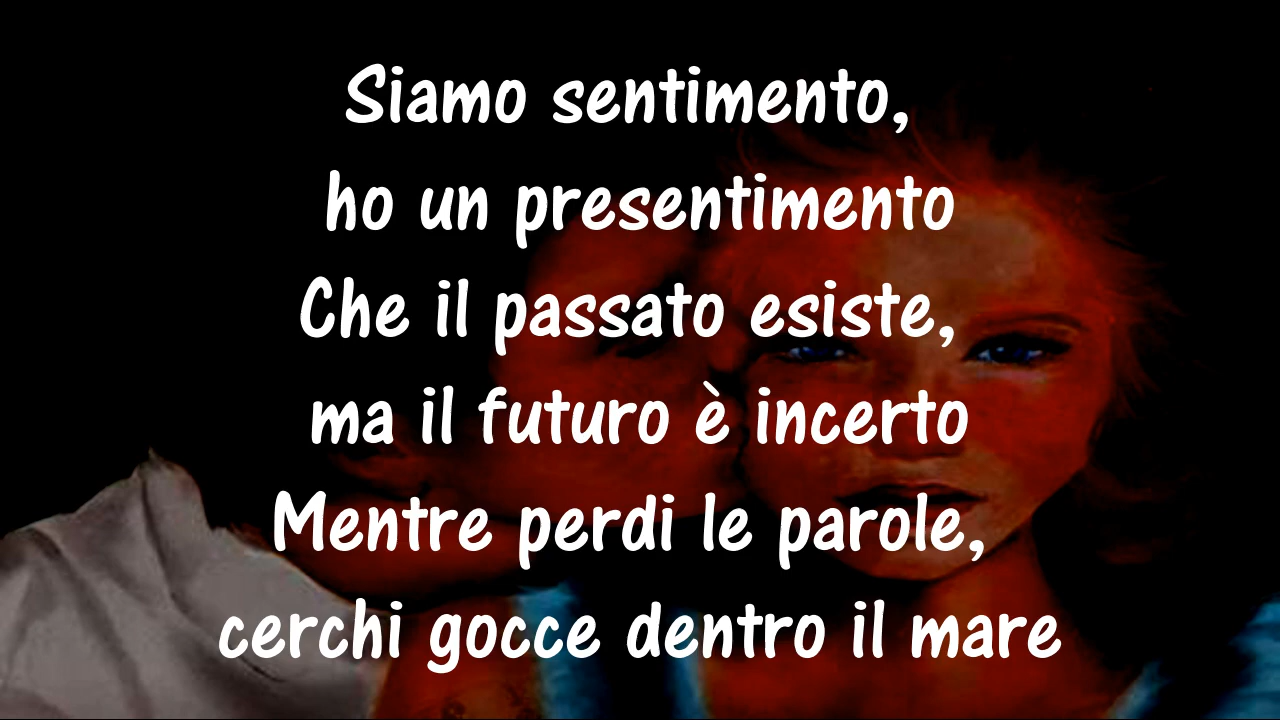 Siamo sentimento,
ho un presentimento
Che il passato esiste,
ma il futuro è incerto
Mentre perdi le parole,
cerchi gocce dentro il mare